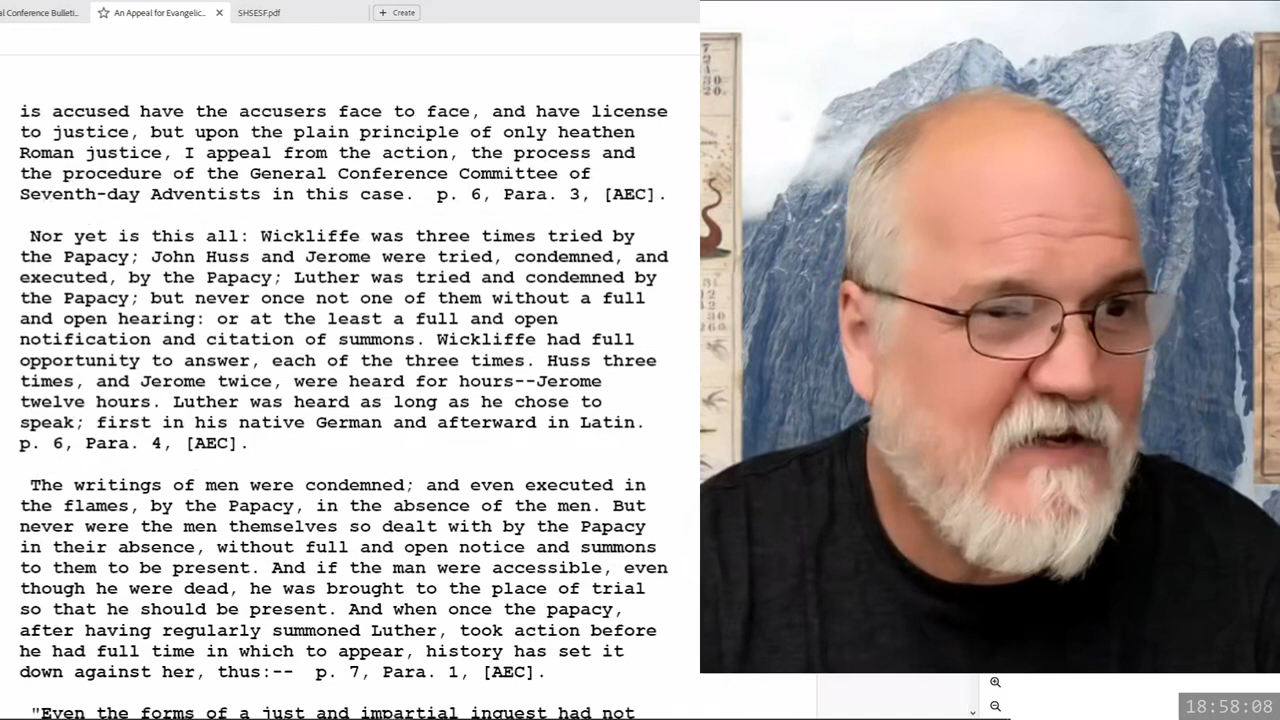 al Conference Bulleti..
An Appeal for Evangelic..
SHSESF.pdf
Create
is accused have the accusers face to face, and have license
to justice, but upon the plain principle of only heathen
Roman justice, I appeal from the action, the process and
the procedure of the General Conference Committee of
Seventh-day Adventists in this case.  p. 6, Para. 3, [AEC].
Nor yet is this all: Wickliffe was three times tried by
the Papacy; John Huss and Jerome were tried, condemned, and
executed, by the Papacy; Luther was tried and condemned by
the Papacy; but never once not one of them without a full
and open hearing: or at the least a full and open
notification and citation of summons. Wickliffe had full
opportunity to answer, each of the three times. Huss three
times, and Jerome twice, were heard for hours--Jerome
twelve hours. Luther was heard as long as he chose to
speak; first in his native German and afterward in Latin.
p. 6, Para. 4, [AEC].
The writings of men were condemned; and even executed in
the flames, by the Papacy, in the absence of the men. But
never were the men themselves so dealt with by the Papacy
in their absence, without full and open notice and summons
to them to be present. And if the man were accessible, even
though he were dead, he was brought to the place of trial
so that he should be present. And when once the papacy,
after having regularly summoned Luther, took action before
he had full time in which to appear, history has set it
down against her, thus:--  p. 7, Para. 1, [AEC].
"Even the forms of a just and impartial inquest had not
18:58:08